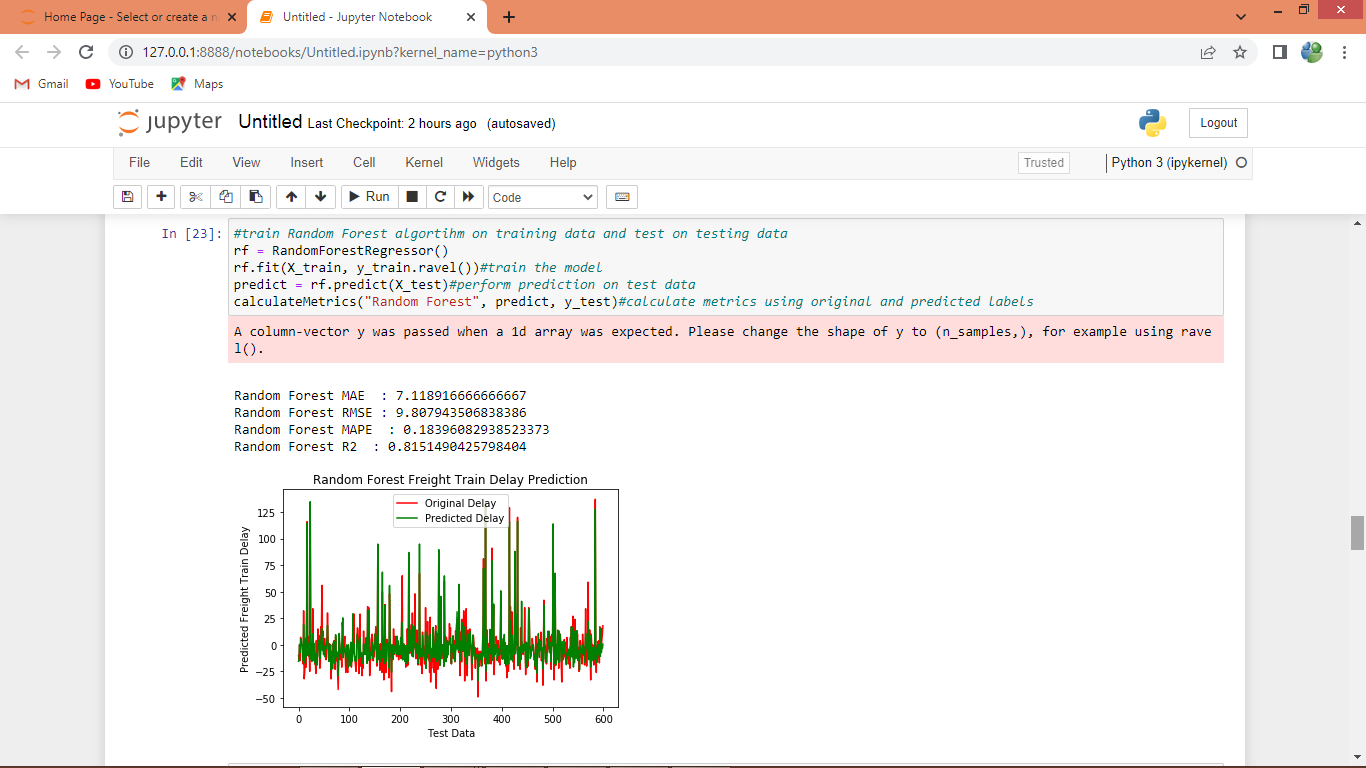 Home Page - Select or create a n
Untitled - Jupyter Notebook
127.0.0.1:8888/notebooks/Untitled.ipynb?kernel_name=python3
Gmail
YouTube
Maps
jupyter
Untitled Last Checkpoint: 2 hours ago (autosaved)
Logout
File Edit View Insert Cell Kernel Widgets Help
Trusted
Python 3 (ipykernel)
Run
Code
In [23]:
#train Random Forest algortihm on training data and test on testing data
rf = RandomForestRegressor()
rf.fit(X_train, y_train.ravel())#train the model
predict = rf.predict(X_test)#perform prediction on test data
calculateMetrics("Random Forest", predict, y_test)#calculate metrics using original and predicted labels
A column-vector y was passed when a 1d array was expected. Please change the shape of y to (n_samples,), for example using rave
l().
Random Forest MAE  : 7.118916666666667
Random Forest RMSE : 9.807943506838386
Random Forest MAPE  : 0.18396082938523373
Random Forest R2  : 0.8151490425798404
Random Forest Freight Train Delay Prediction
Original Delay
Predicted Delay
Predicted Freight Train Delay
125
100
75
50
25
0
−25
−50
0 100 200 300 400 500 600
Test Data